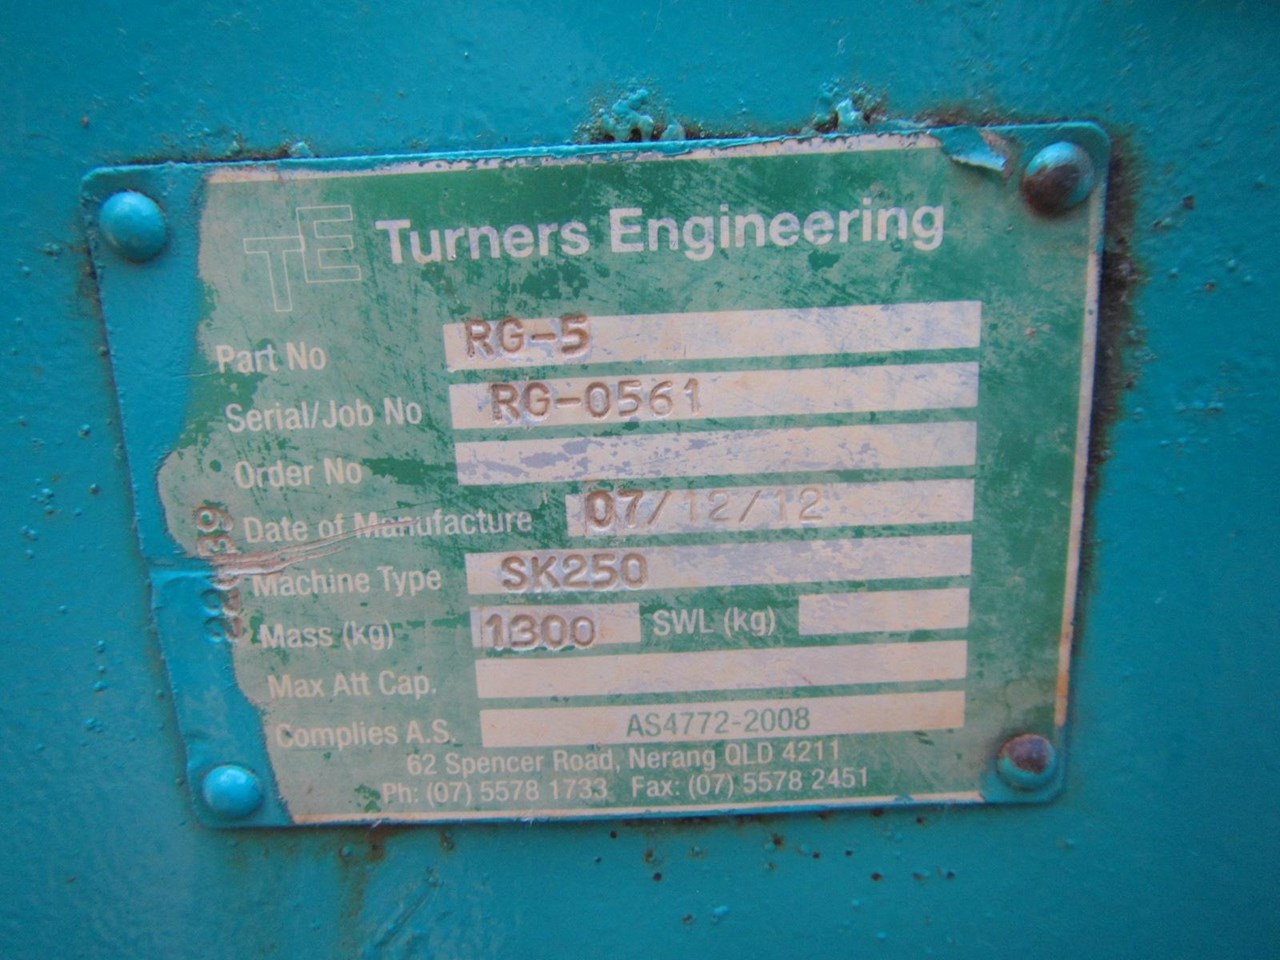 TE Turners Engineering
Part No RG-5
Serial/Job No RG-0561
Order No
Date of Manufacture 07/12/12
Machine Type SK250
Mass (kg) 1300 SWL (kg)
Max Att Cap.
Complies A.S. AS4772-2008
62 Spencer Road, Nerang QLD 4211
Ph: (07) 5578 1733 Fax: (07) 5578 2451